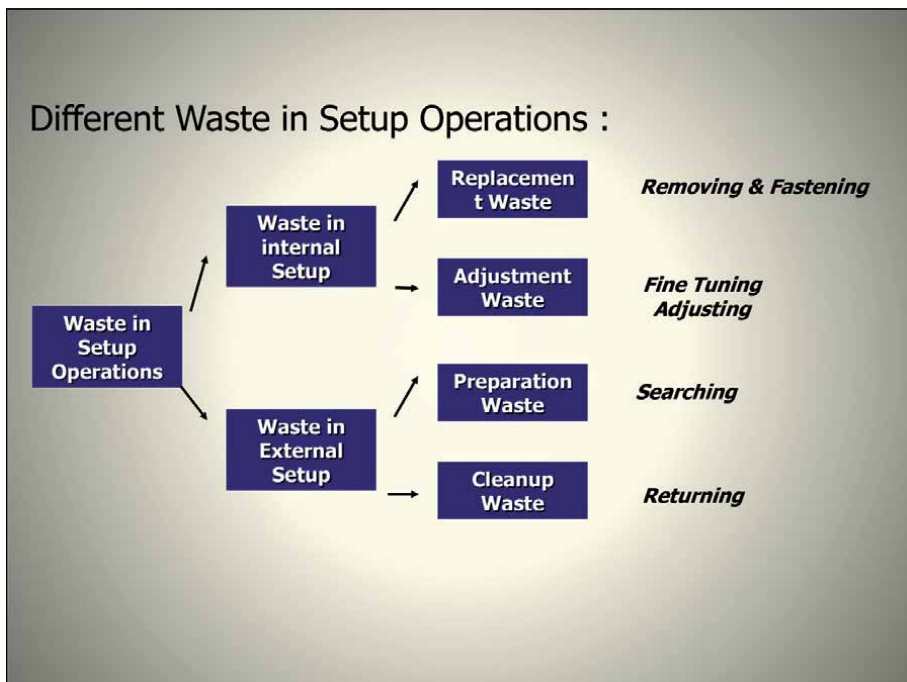 Different Waste in Setup Operations :
Replacemen
t Waste
Removing & Fastening
Waste in
internal
Setup
Adjustment
Waste
Fine Tuning
Adjusting
Waste in
Setup
Operations
Preparation
Waste
Searching
Waste in
External
Setup
Cleanup
Waste
Returning